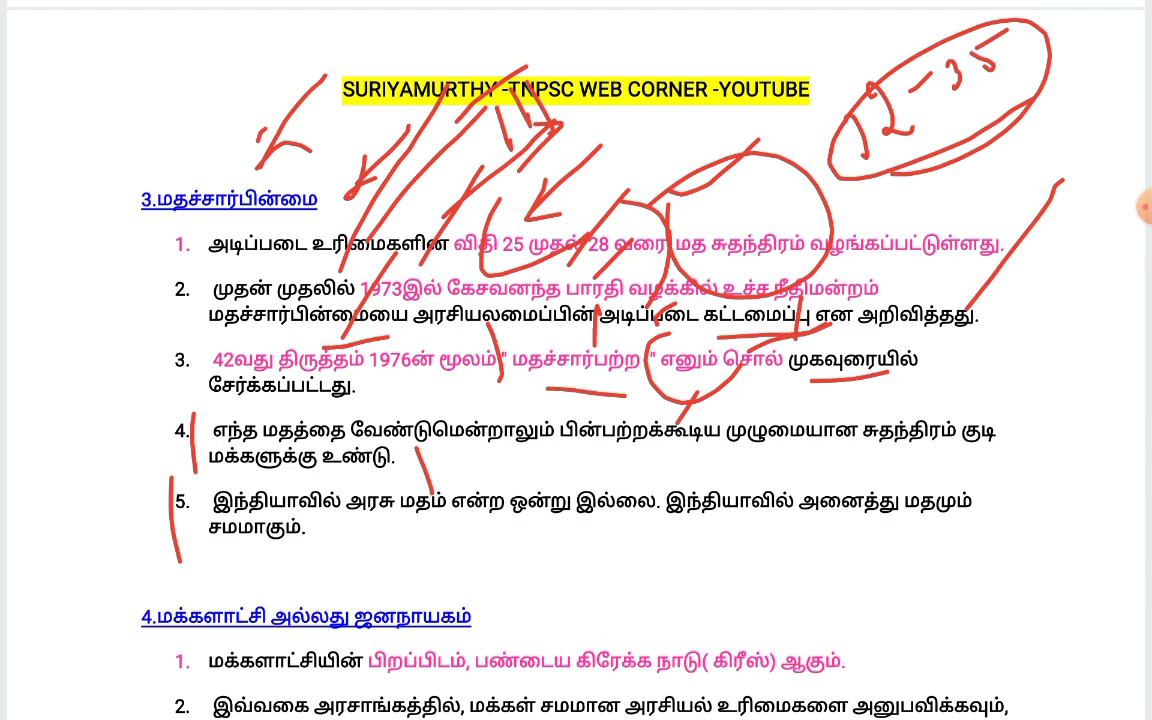 12-35
SURIYAMURTHY -TNPSC WEB CORNER -YOUTUBE
3.மதச்சார்பின்மை
1. அடிப்படை உரிமைகளின் விதி 25 முதல் 28 வரை மத சுதந்திரம் வழங்கப்பட்டுள்ளது.
2. முதன் முதலில் 1973இல் கேசவனந்த பாரதி வழக்கில் உச்ச நீதிமன்றம்
மதச்சார்பின்மையை அரசியலமைப்பின் அடிப்படை கட்டமைப்பு என அறிவித்தது.
3. 42வது திருத்தம் 1976ன் மூலம் " மதச்சார்பற்ற " எனும் சொல் முகவுரையில்
சேர்க்கப்பட்டது.
4. எந்த மதத்தை வேண்டுமென்றாலும் பின்பற்றக்கூடிய முழுமையான சுதந்திரம் குடி
மக்களுக்கு உண்டு.
5. இந்தியாவில் அரசு மதம் என்ற ஒன்று இல்லை. இந்தியாவில் அனைத்து மதமும்
சமமாகும்.
4.மக்களாட்சி அல்லது ஜனநாயகம்
1. மக்களாட்சியின் பிறப்பிடம், பண்டைய கிரேக்க நாடு( கிரீஸ்) ஆகும்.
2. இவ்வகை அரசாங்கத்தில், மக்கள் சமமான அரசியல் உரிமைகளை அனுபவிக்கவும்,